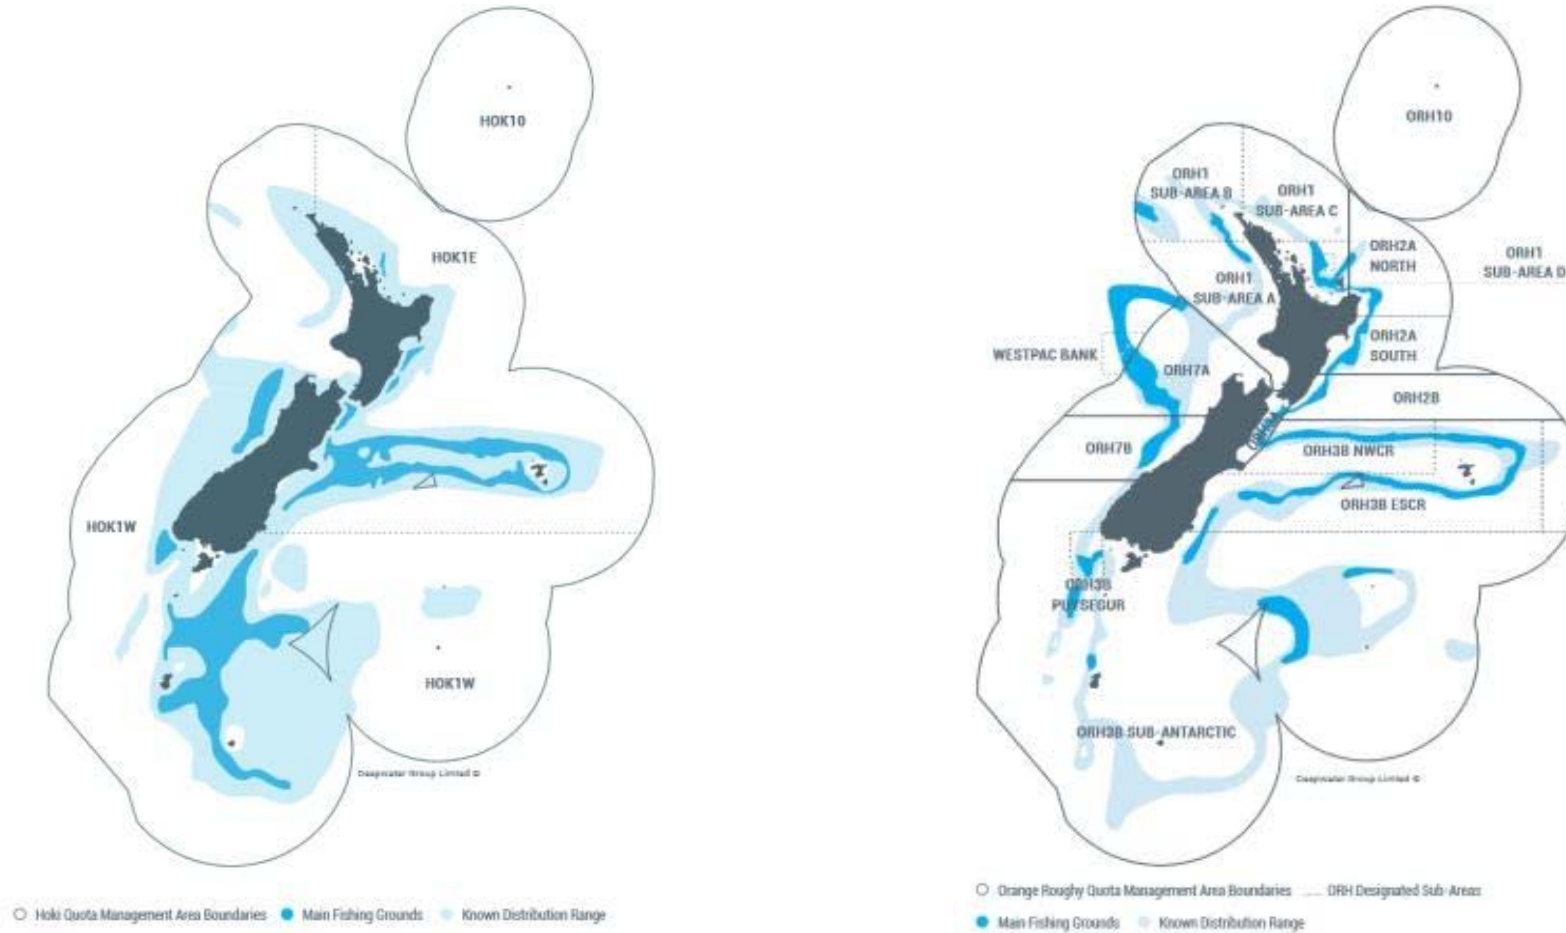 HOK10
HOK1E
HOK1W
HOK1W
Deepwater Group Limited ©
Hoki Quota Management Area Boundaries
Main Fishing Grounds
Known Distribution Range
ORH10
ORH1
SUB-AREA B
ORH1
SUB-AREA C
ORH2A
NORTH
ORH1
SUB-AREA D
ORH1
SUB-AREA A
ORH2A
SOUTH
WESTPAC BANK
ORH7A
ORH2B
ORH7B
ORH3B NWCR
ORH3B ESCR
ORH3B
PUYSEGUR
ORH3B SUB-ANTARCTIC
Deepwater Group Limited ©
Orange Roughy Quota Management Area Boundaries
ORH Designated Sub-Areas
Main Fishing Grounds
Known Distribution Range